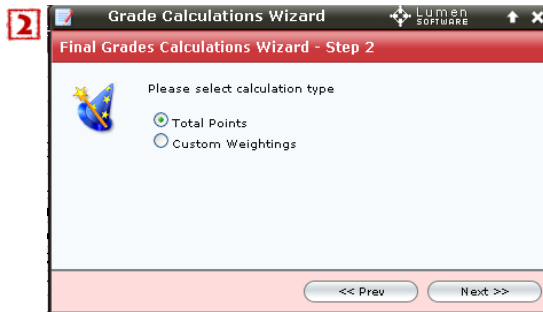 2
Grade Calculations Wizard
Lumen
SOFTWARE
Final Grades Calculations Wizard - Step 2
Please select calculation type
Total Points
Custom Weightings
<< Prev
Next >>